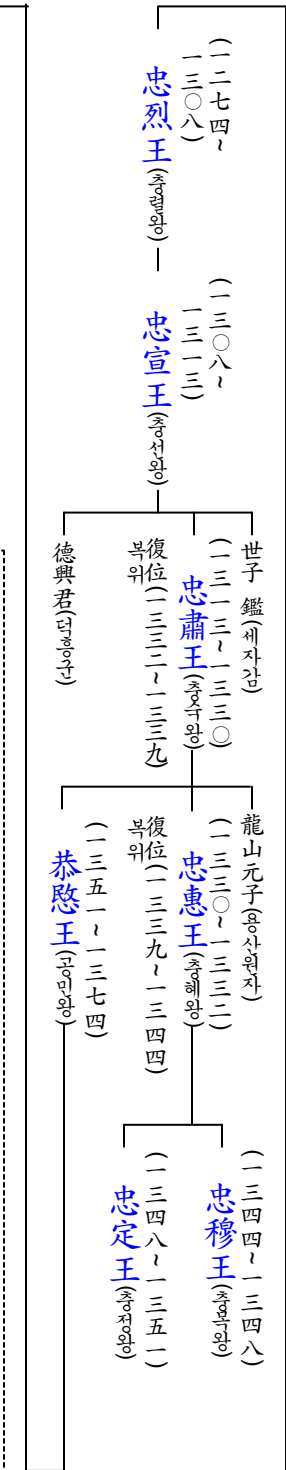 (一二七四~
一三〇八)
忠烈王(충렬왕)
(一三〇八~
一三一三)
忠宣王(충선왕)
世子 鑑(세자감)
(一三一三~一三三〇)
忠肅王(충숙왕)
復位(一三三二~一三三九)
복위
德興君(덕흥군)
龍山元子(용산원자)
(一三三〇~一三三二)
忠惠王(충혜왕)
復位(一三三九~一三四四)
복위
(一三五一~一三七四)
恭愍王(공민왕)
(一三四四~一三四八)
忠穆王(충목왕)
(一三四八~一三五一)
忠定王(충정왕)